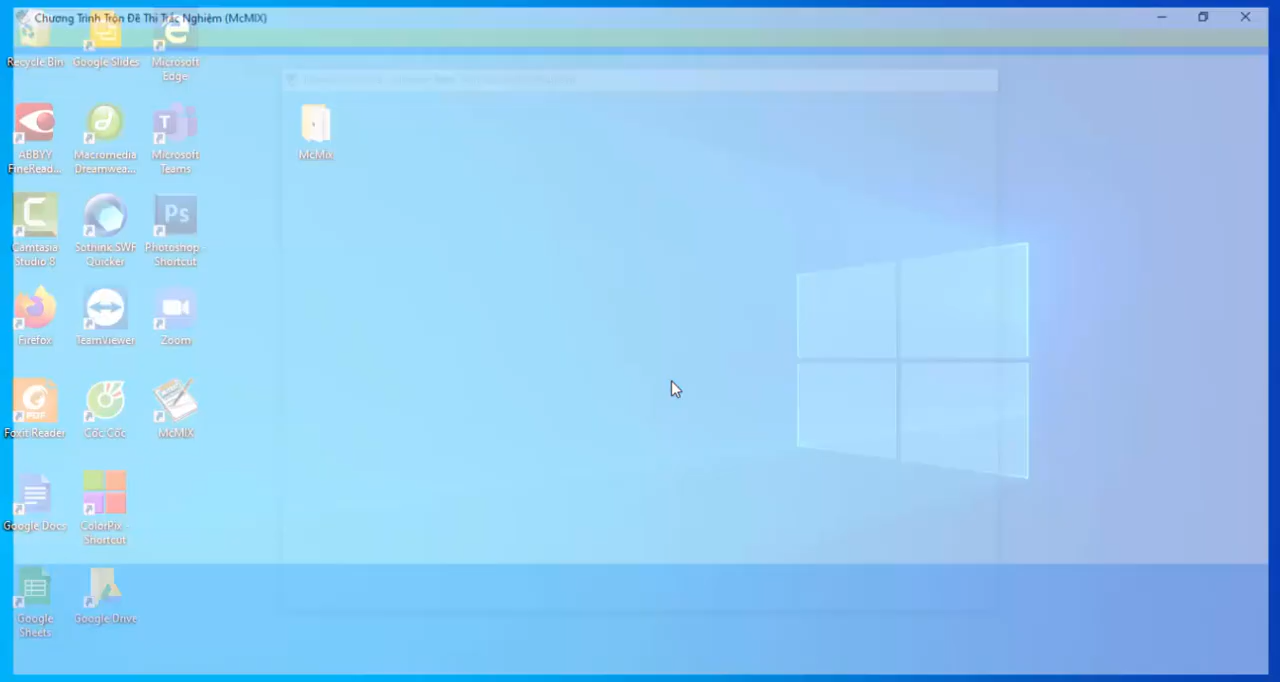 Chương Trình Trộn Đề Thi Trắc Nghiệm (McMIX)
Recycle Bin
Google Slides
Microsoft
Edge
ABBYY
FineRead...
Macromedia
Dreamwea...
Microsoft
Teams
McMix
Camtasia
Studio 8
Sothink SWF
Quicker
Photoshop -
Shortcut
Firefox
TeamViewer
Zoom
Foxit Reader
Cốc Cốc
McMIX
Google Docs
ColorPix -
Shortcut
Google
Sheets
Google Drive